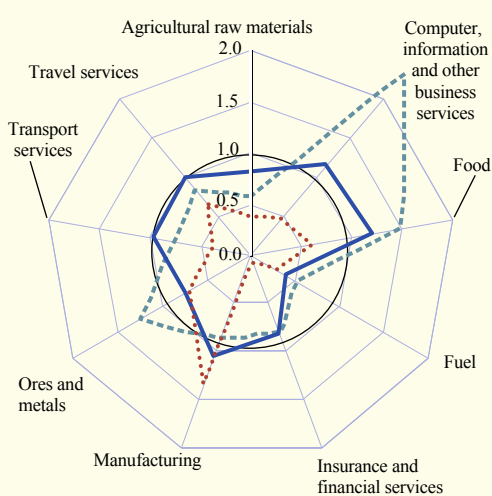 Agricultural raw materials
2.0
1.5
1.0
0.5
0.0
Computer,
information
and other
business
services
Food
Fuel
Insurance and
financial services
Manufacturing
Ores and
metals
Transport
services
Travel services